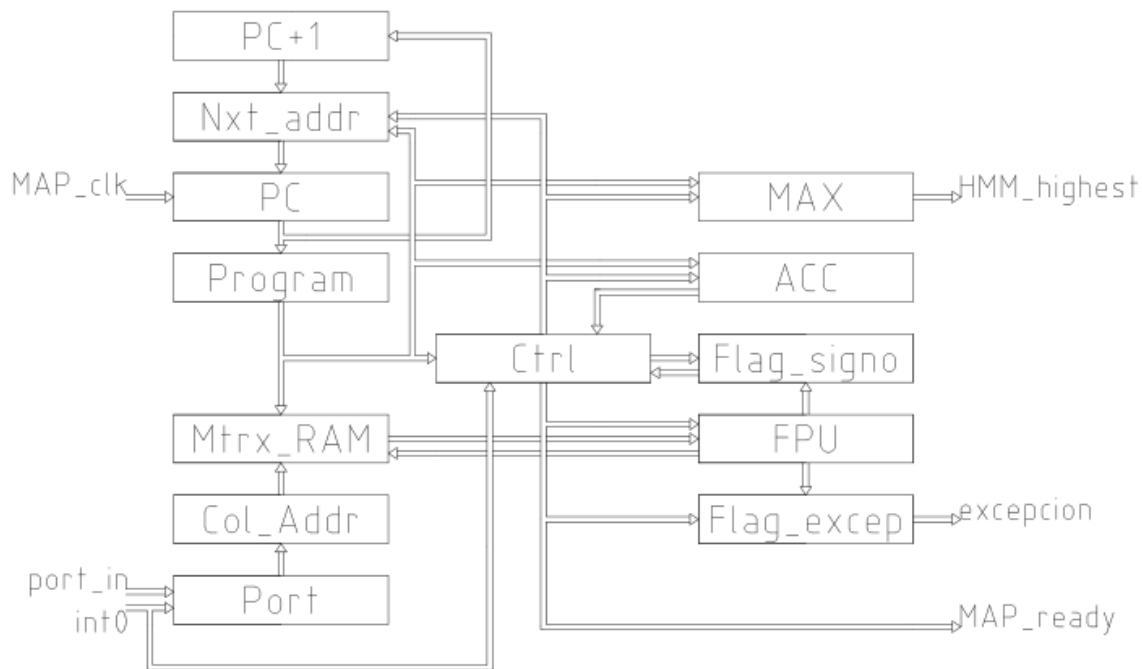 PC+1
Nxt_addr
MAP_clk
PC
MAX
HMM_highest
Program
ACC
Ctrl
Flag_signo
Mtrx_RAM
FPU
Col_Addr
Flag_excep
excepcion
port_in
Port
int0
MAP_ready